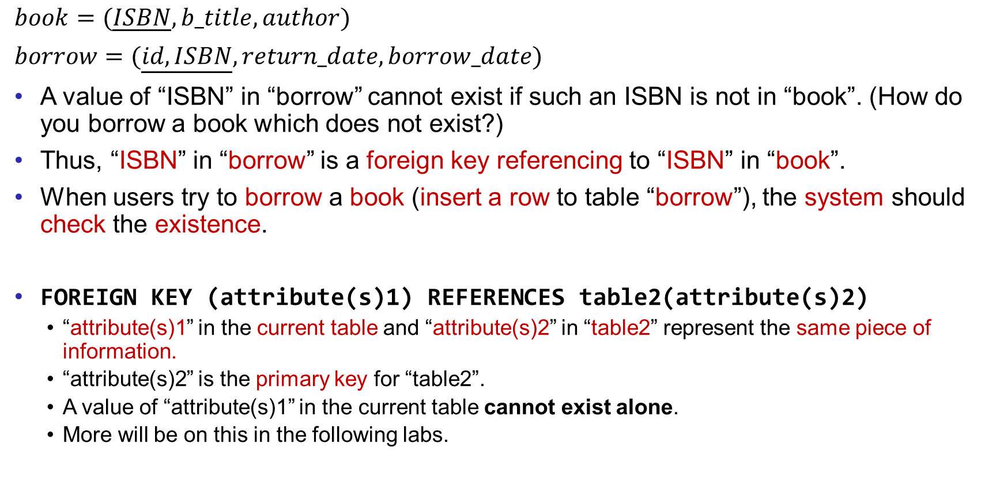 book = (ISBN, b_title, author)
borrow = (id, ISBN, return_date, borrow_date)
• A value of “ISBN” in “borrow” cannot exist if such an ISBN is not in “book”. (How do
you borrow a book which does not exist?)
• Thus, “ISBN” in “borrow” is a foreign key referencing to “ISBN” in “book”.
• When users try to borrow a book (insert a row to table “borrow”), the system should
check the existence.
• FOREIGN KEY (attribute(s)1) REFERENCES table2(attribute(s)2)
• “attribute(s)1” in the current table and “attribute(s)2” in “table2” represent the same piece of
information.
• “attribute(s)2” is the primary key for “table2”.
• A value of “attribute(s)1” in the current table cannot exist alone.
• More will be on this in the following labs.